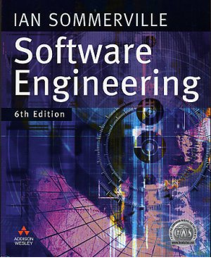 IAN SOMMERVILLE
Software
Engineering
6th Edition
ADDISON
WESLEY